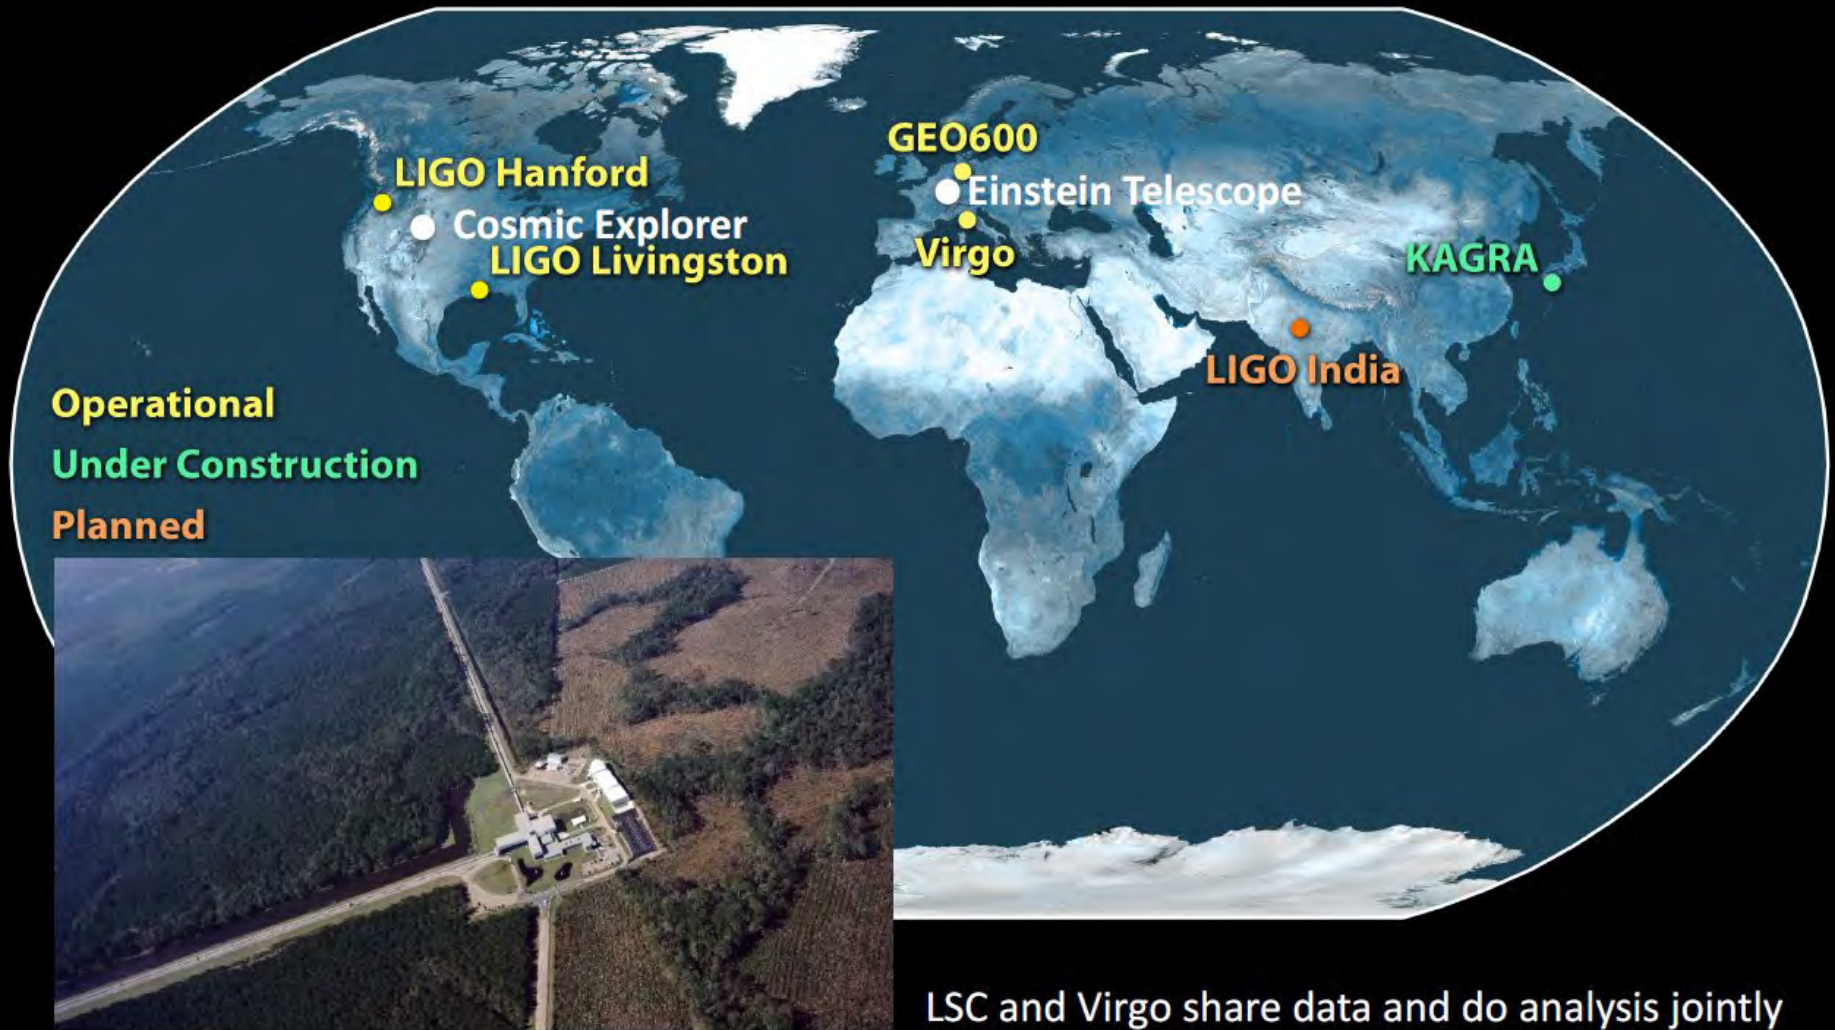 GEO600
LIGO Hanford
Einstein Telescope
Cosmic Explorer
LIGO Livingston
Virgo
KAGRA
LIGO India
Operational
Under Construction
Planned
LSC and Virgo share data and do analysis jointly